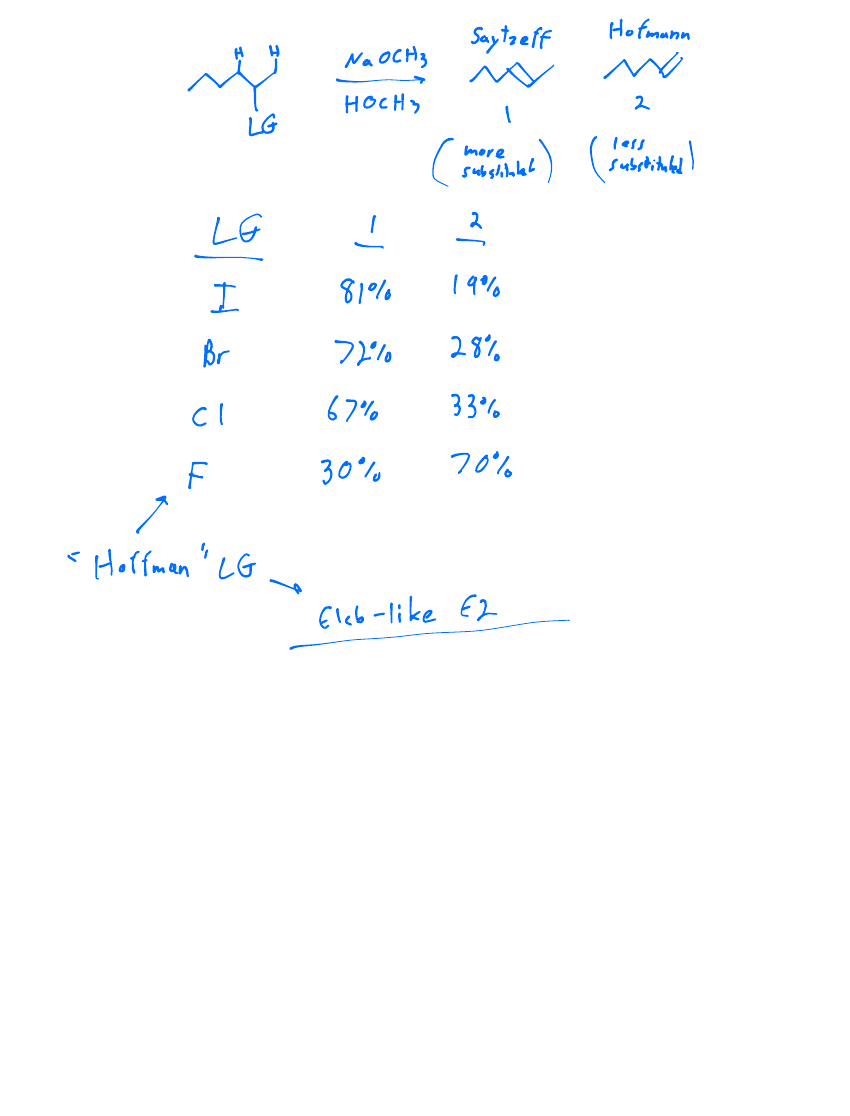 Saytzeff Hofmann
H H
NaOCH3
HOCH3
LG
1 2
(more substituted) (less substituted)
LG 1 2
I 81% 19%
Br 72% 28%
Cl 67% 33%
F 30% 70%
"Hoffman" LG
E1cb-like E2